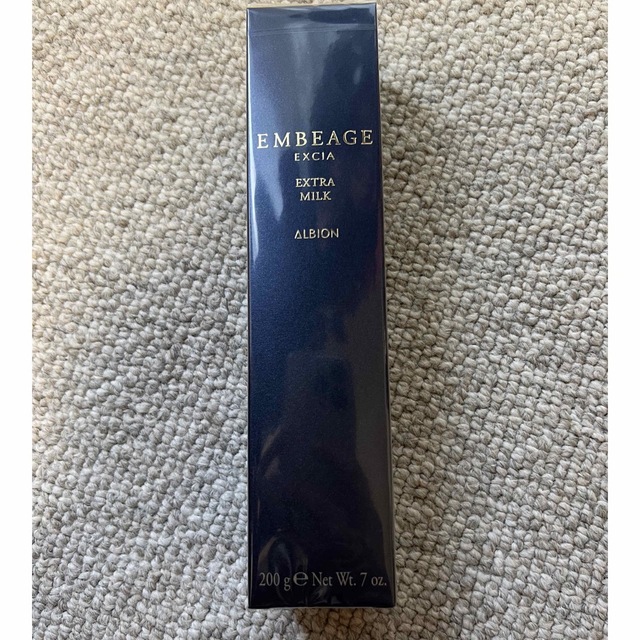 EMBEAGE
EXCIA
EXTRA
MILK
ALBION
200 g ℮ Net Wt. 7 oz.